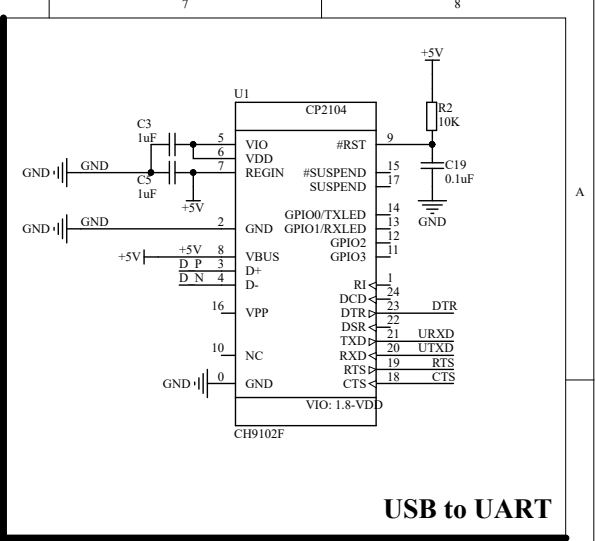 7 8
+5V
U1
CP2104
R2
10K
C3
1uF
5 VIO #RST 9
6 VDD
GND GND 7 REGIN #SUSPEND 15
C5
1uF
SUSPEND 17
C19
0.1uF
A
+5V
GND
GPIO0/TXLED 14
GND GND 2 GND GPIO1/RXLED 13
GPIO2 12
+5V +5V 8 VBUS GPIO3 11
D_P 3 D+
D_N 4 D-
RI 1
DCD 24
16 VPP DTR 23 DTR
DSR 22
TXD 21 URXD
10 NC RXD 20 UTXD
RTS 19 RTS
GND 0 GND CTS 18 CTS
VIO: 1.8-VDD
CH9102F
USB to UART